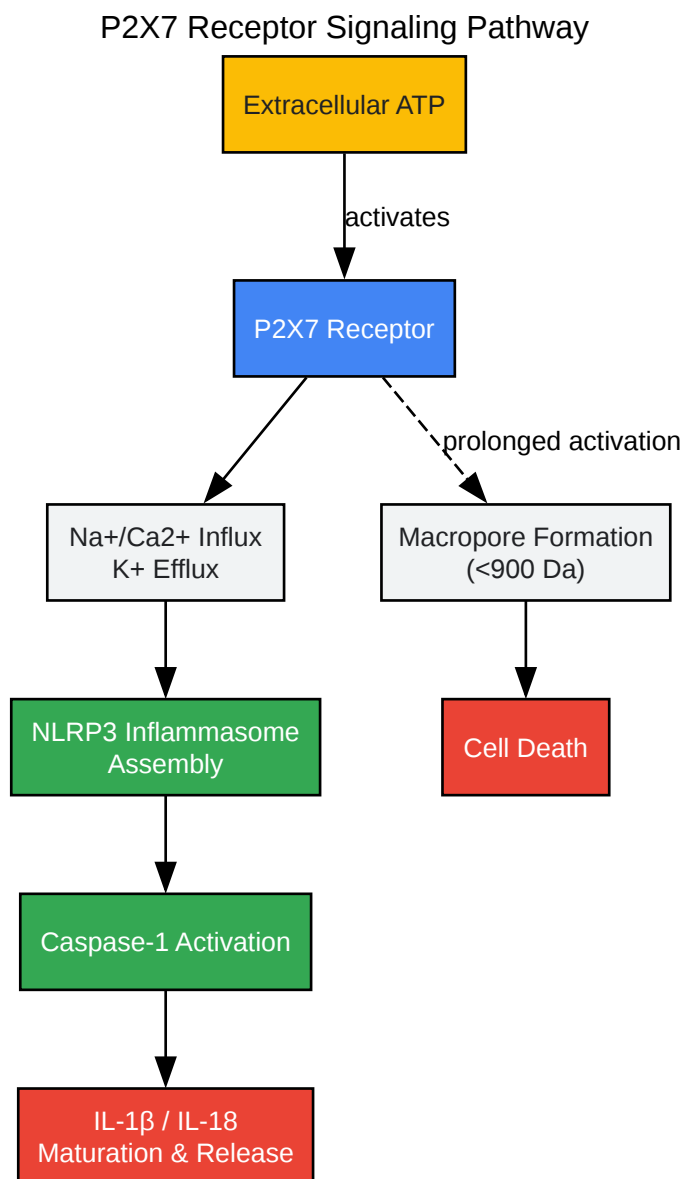 P2X7 Receptor Signaling Pathway
Extracellular ATP
activates
P2X7 Receptor
prolonged activation
Na+/Ca2+ Influx
K+ Efflux
Macropore Formation
(<900 Da)
NLRP3 Inflammasome
Assembly
Cell Death
Caspase-1 Activation
IL-1β / IL-18
Maturation & Release